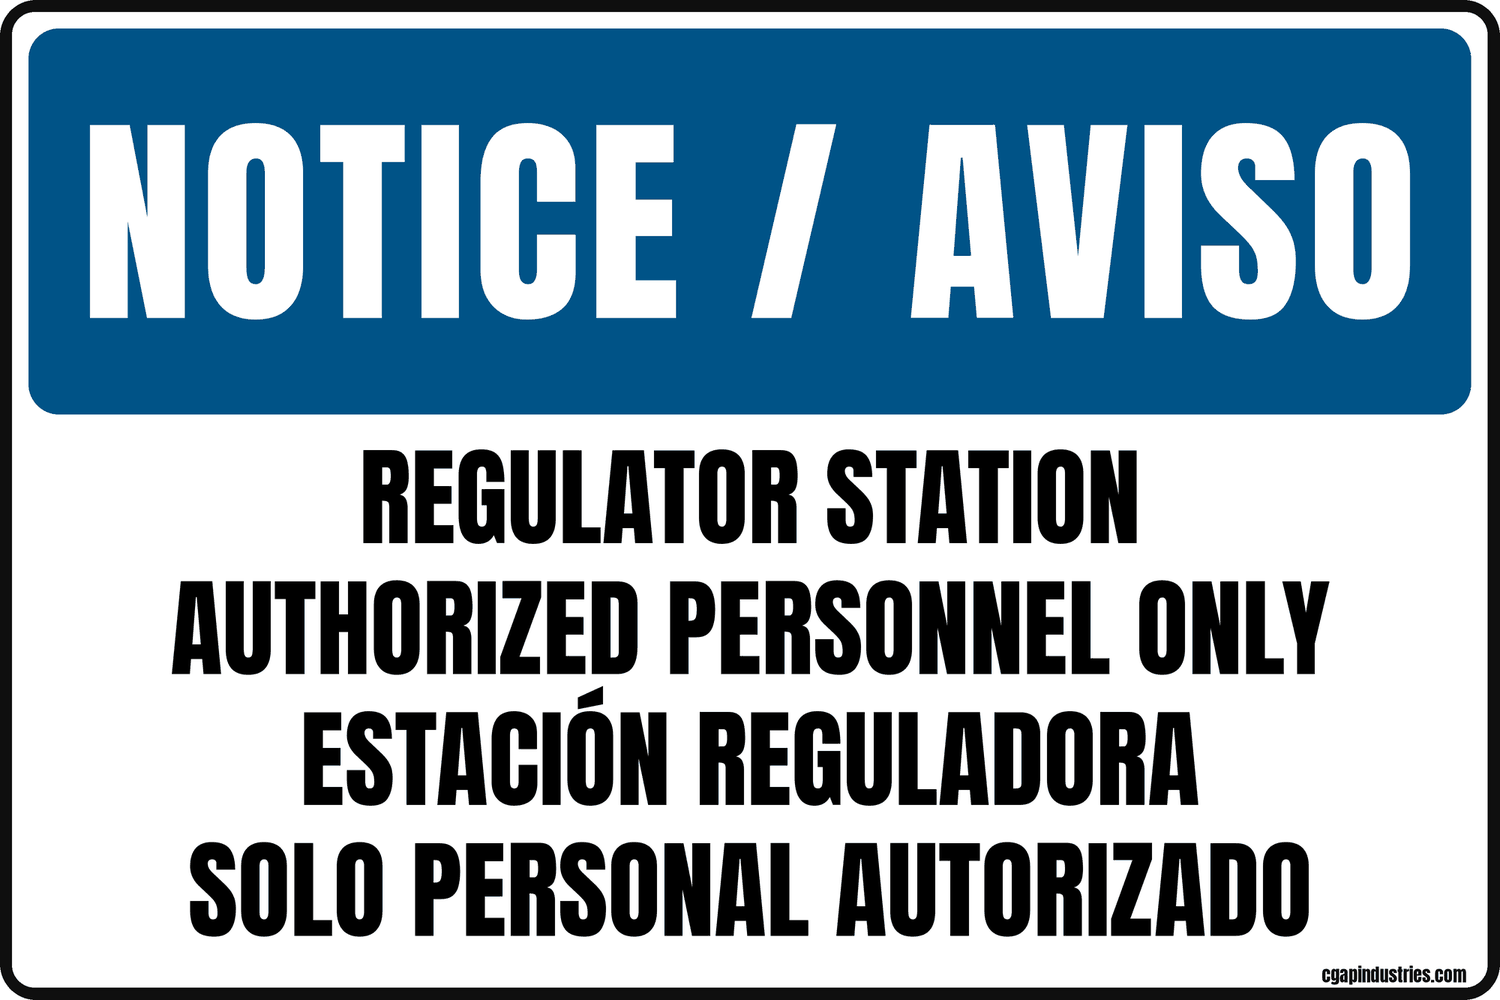 NOTICE / AVISO
REGULATOR STATION
AUTHORIZED PERSONNEL ONLY
ESTACIÓN REGULADORA
SOLO PERSONAL AUTORIZADO
cgapindustries.com